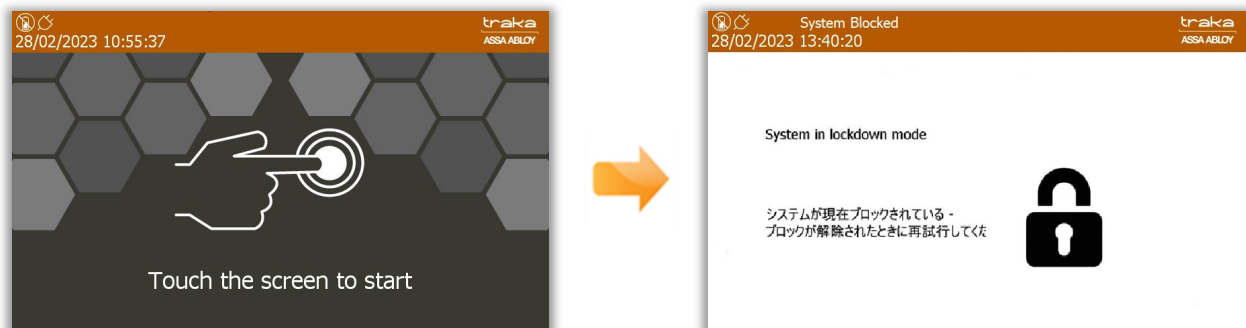 28/02/2023 10:55:37
traka
ASSA ABLOY
Touch the screen to start
System Blocked
28/02/2023 13:40:20
traka
ASSA ABLOY
System in lockdown mode
システムが現在ブロックされている -
ブロックが解除されたときに再試行してくだ